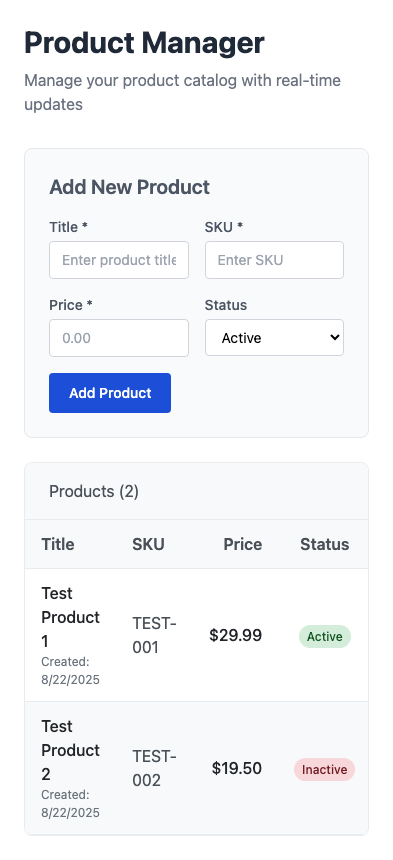 Product Manager
Manage your product catalog with real-time
updates
Add New Product
Title * SKU *
Enter product title Enter SKU
Price * Status
0.00 Active
Add Product
Products (2)
Title SKU Price Status
Test
Product
1
Created:
8/22/2025
TEST-
001
$29.99
Active
Test
Product
2
Created:
8/22/2025
TEST-
002
$19.50
Inactive